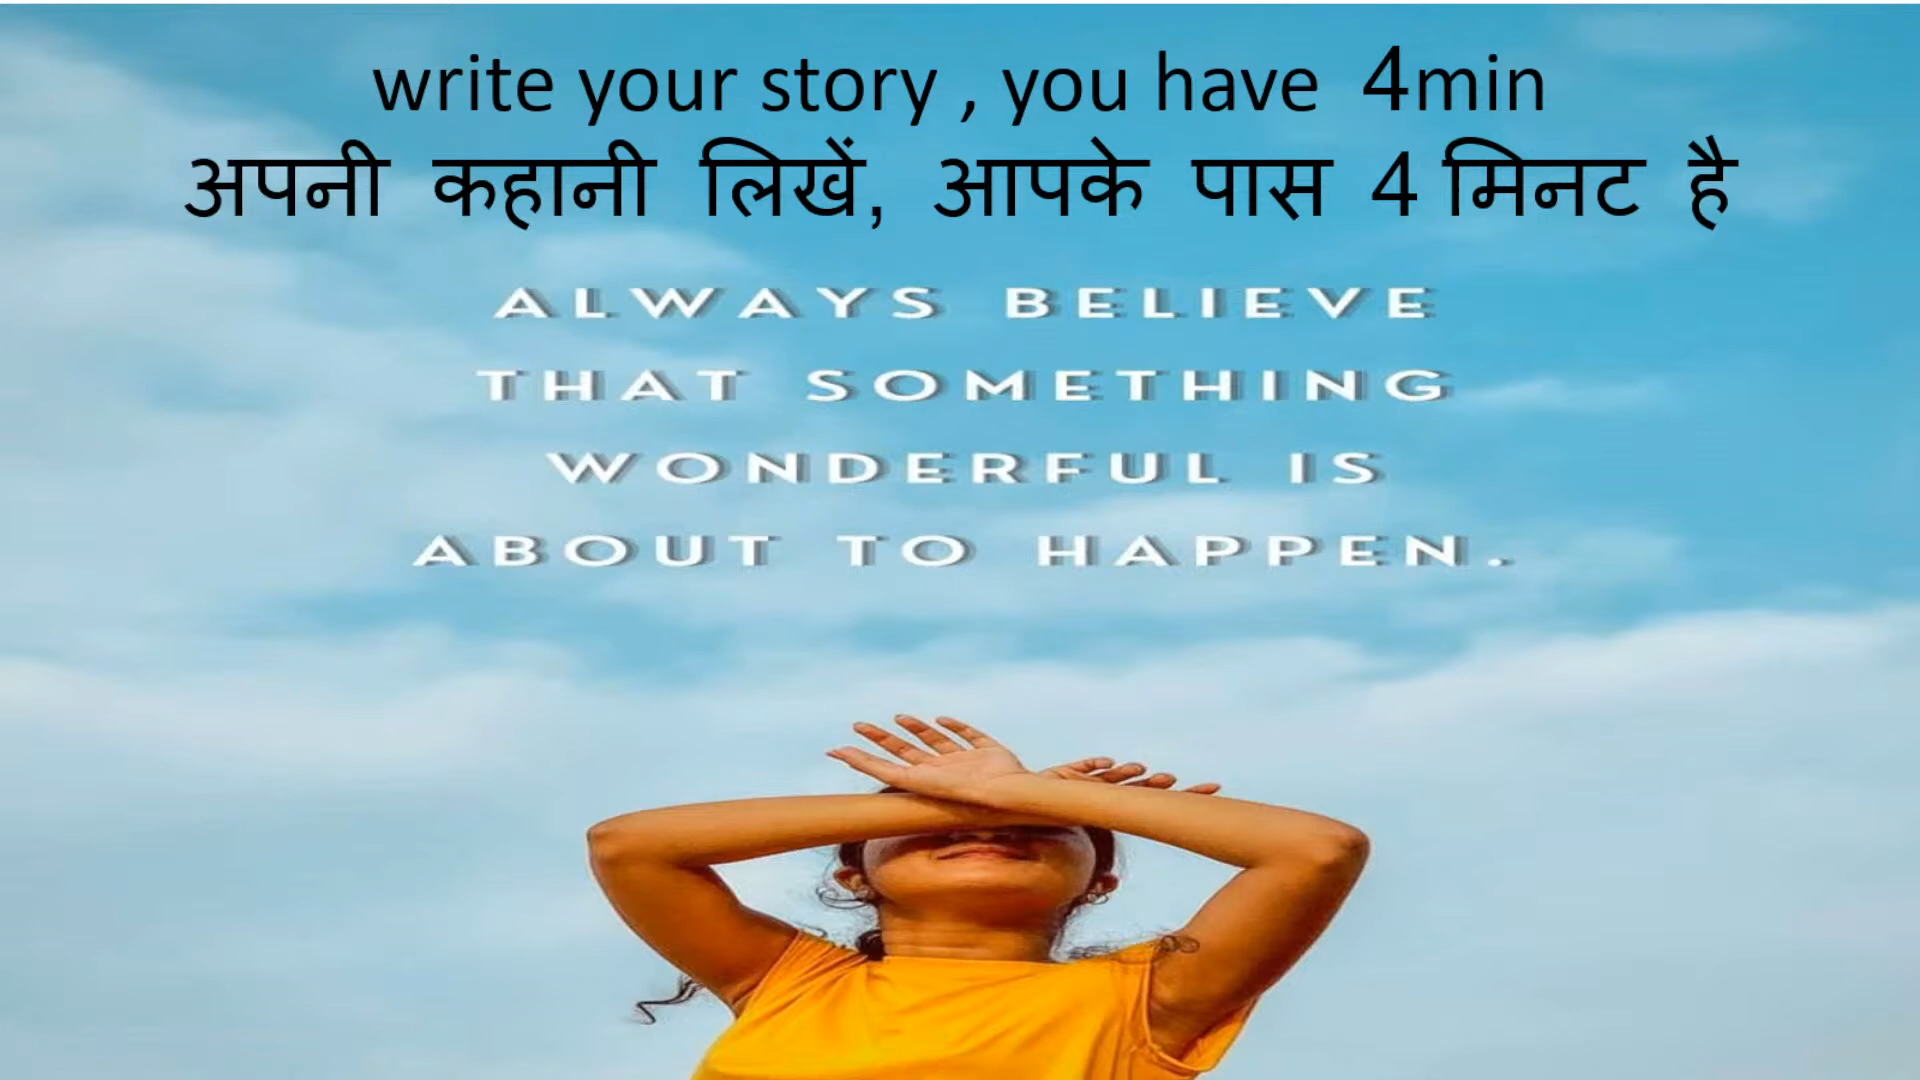 write your story , you have 4min
अपनी कहानी लिखें, आपके पास 4 मिनट है
ALWAYS BELIEVE
THAT SOMETHING
WONDERFUL IS
ABOUT TO HAPPEN.